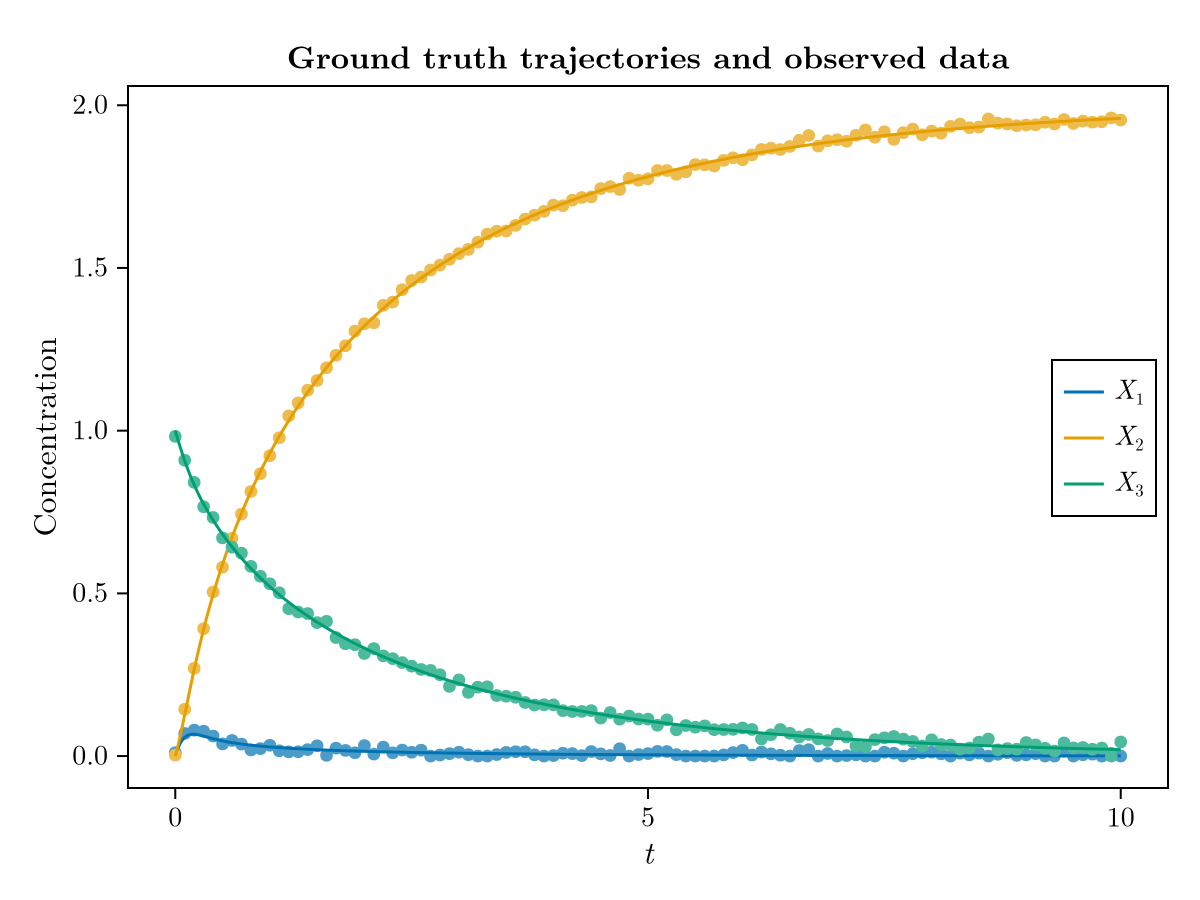 Ground truth trajectories and observed data
2.0
1.5
1.0
0.5
0.0
Concentration
X₁
X₂
X₃
0 5 10
t